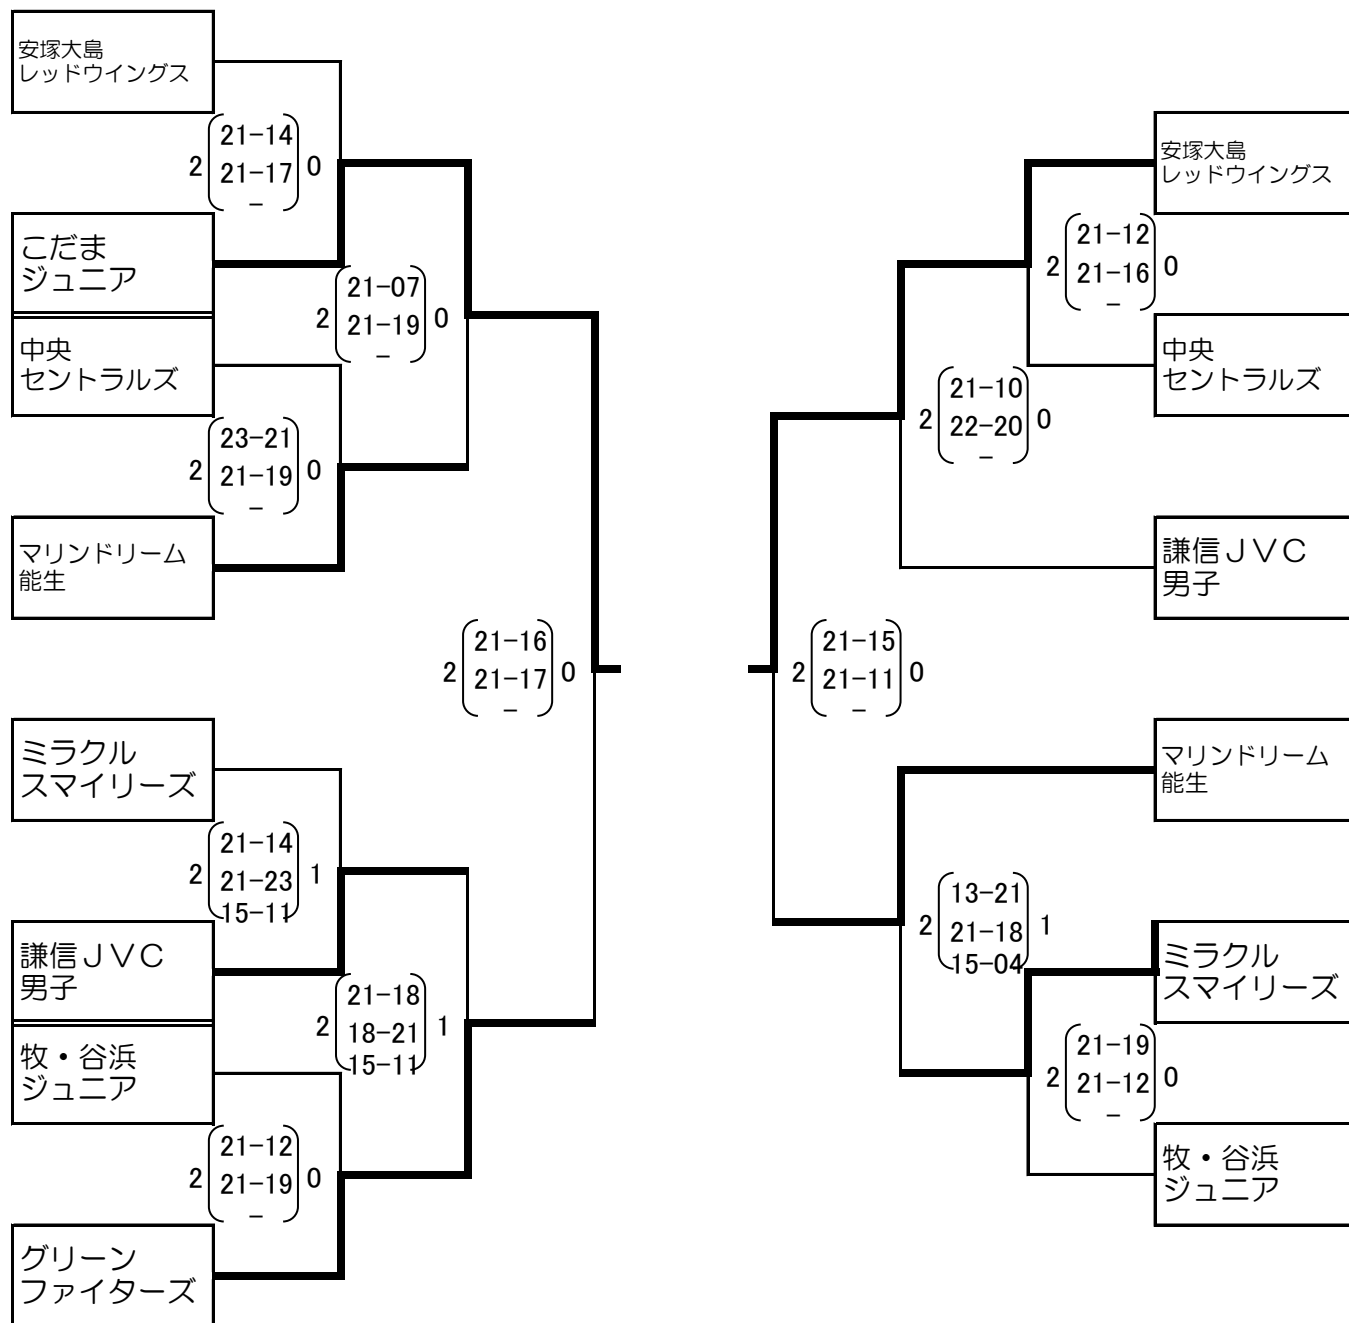 安塚大島
レッドウイングス
21-14
2 21-17 0
-
こだま
ジュニア
21-07
2 21-19 0
-
中央
セントラルズ
23-21
2 21-19 0
-
マリンドリーム
能生
21-16
2 21-17 0
-
ミラクル
スマイリーズ
21-14
2 21-23 1
15-11
謙信ＪＶＣ
男子
21-18
2 18-21 1
15-11
牧・谷浜
ジュニア
21-12
2 21-19 0
-
グリーン
ファイターズ
安塚大島
レッドウイングス
21-12
2 21-16 0
-
中央
セントラルズ
21-10
2 22-20 0
-
謙信ＪＶＣ
男子
21-15
2 21-11 0
-
マリンドリーム
能生
13-21
2 21-18 1
15-04
ミラクル
スマイリーズ
21-19
2 21-12 0
-
牧・谷浜
ジュニア